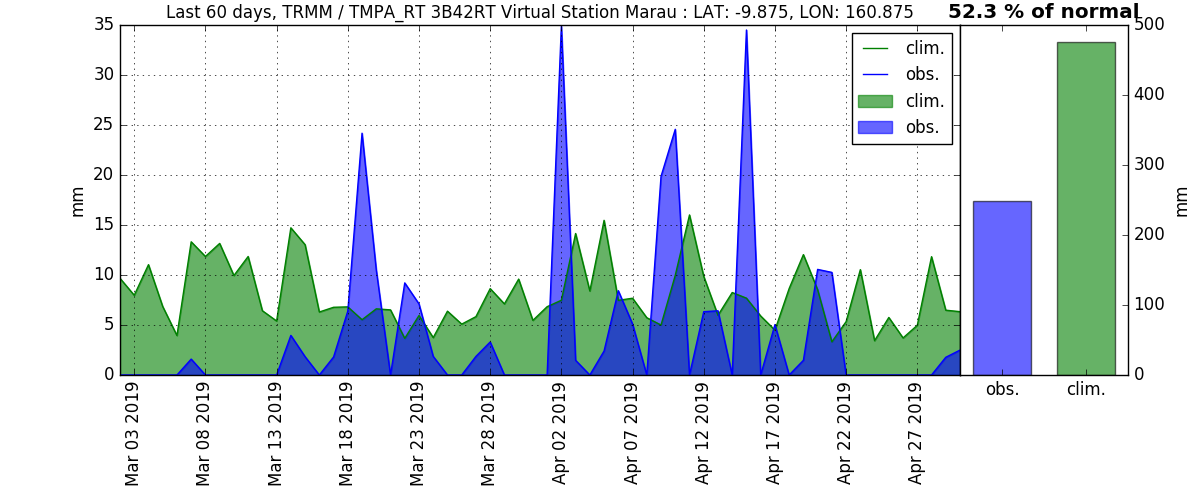 Last 60 days, TRMM / TMPA_RT 3B42RT Virtual Station Marau : LAT: -9.875, LON: 160.875
52.3 % of normal
35
30
25
20
15
10
5
0
mm
clim.
obs.
clim.
obs.
500
400
300
200
100
0
mm
obs.
clim.
Mar 03 2019
Mar 08 2019
Mar 13 2019
Mar 18 2019
Mar 23 2019
Mar 28 2019
Apr 02 2019
Apr 07 2019
Apr 12 2019
Apr 17 2019
Apr 22 2019
Apr 27 2019